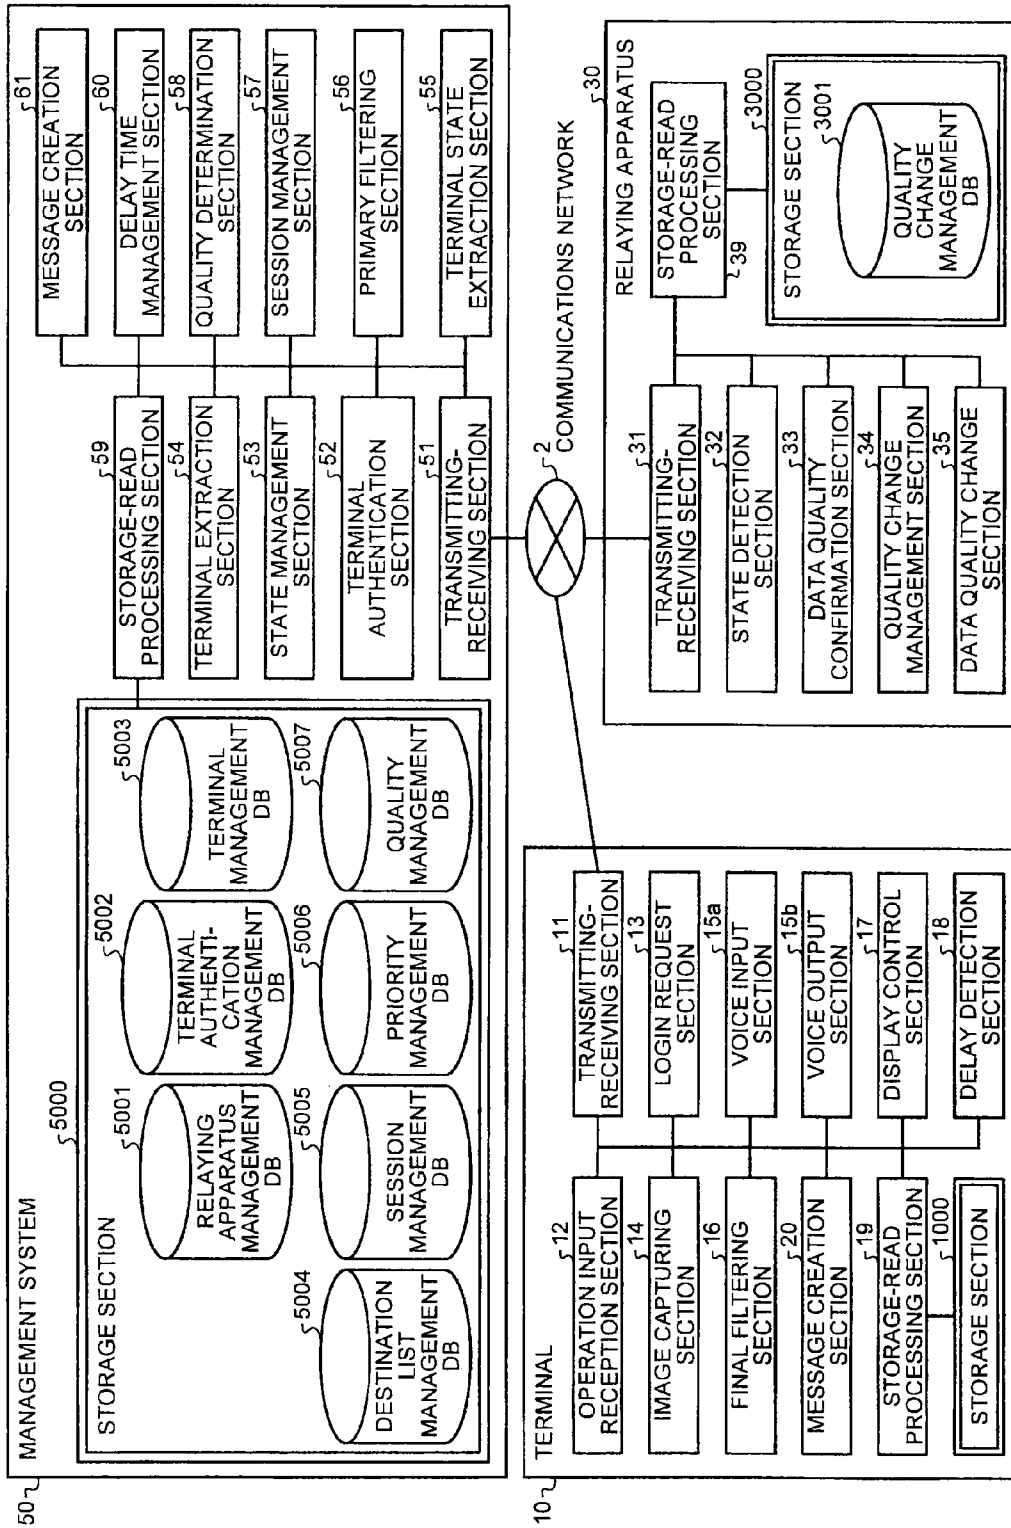 50
MANAGEMENT SYSTEM
5000
STORAGE SECTION
5001
RELAYING
APPARATUS
MANAGEMENT
DB
5002
TERMINAL
AUTHENTI-
CATION
MANAGEMENT
DB
5003
TERMINAL
MANAGEMENT
DB
5004
DESTINATION
LIST
MANAGEMENT
DB
5005
SESSION
MANAGEMENT
DB
5006
PRIORITY
MANAGEMENT
DB
5007
QUALITY
MANAGEMENT
DB
59
STORAGE-READ
PROCESSING SECTION
54
TERMINAL EXTRACTION
SECTION
53
STATE MANAGEMENT
SECTION
52
TERMINAL
AUTHENTICATION
SECTION
51
TRANSMITTING-
RECEIVING SECTION
61
MESSAGE CREATION
SECTION
60
DELAY TIME
MANAGEMENT SECTION
58
QUALITY DETERMINATION
SECTION
57
SESSION MANAGEMENT
SECTION
56
PRIMARY FILTERING
SECTION
55
TERMINAL STATE
EXTRACTION SECTION
2
COMMUNICATIONS NETWORK
10
TERMINAL
12
OPERATION INPUT
RECEPTION SECTION
14
IMAGE CAPTURING
SECTION
16
FINAL FILTERING
SECTION
20
MESSAGE CREATION
SECTION
19
STORAGE-READ
PROCESSING SECTION
1000
STORAGE SECTION
11
TRANSMITTING-
RECEIVING SECTION
13
LOGIN REQUEST
SECTION
15a
VOICE INPUT
SECTION
15b
VOICE OUTPUT
SECTION
17
DISPLAY CONTROL
SECTION
18
DELAY DETECTION
SECTION
30
RELAYING APPARATUS
31
TRANSMITTING-
RECEIVING SECTION
32
STATE DETECTION
SECTION
33
DATA QUALITY
CONFIRMATION SECTION
34
QUALITY CHANGE
MANAGEMENT SECTION
35
DATA QUALITY CHANGE
SECTION
39
STORAGE-READ
PROCESSING
SECTION
3000
STORAGE SECTION
3001
QUALITY
CHANGE
MANAGEMENT
DB